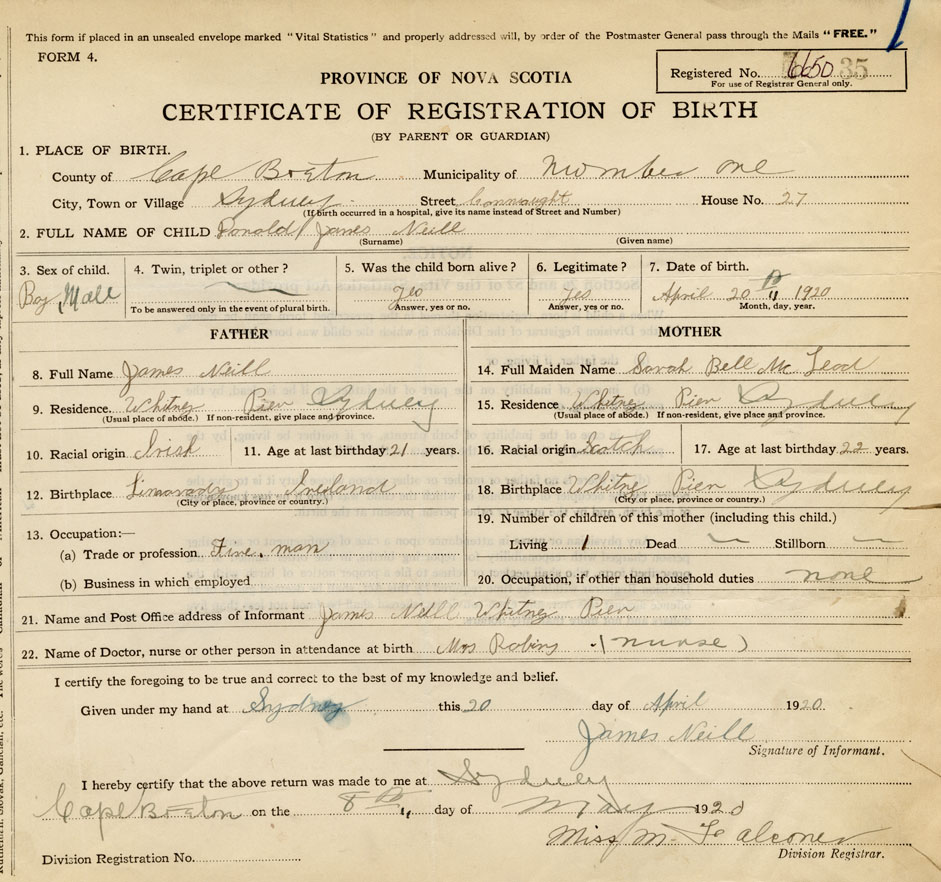 This form if placed in an unsealed envelope marked "Vital Statistics" and properly addressed will, by order of the Postmaster General pass through the Mails "FREE."
FORM 4.
PROVINCE OF NOVA SCOTIA
Registered No. 6650 35
For use of Registrar General only.
CERTIFICATE OF REGISTRATION OF BIRTH
(BY PARENT OR GUARDIAN)
1. PLACE OF BIRTH.
County of Cape Breton Municipality of Number one
City, Town or Village Sydney Street Connaught House No. 27
(If birth occurred in a hospital, give its name instead of Street and Number)
2. FULL NAME OF CHILD Donald James Neill
(Surname) (Given name)
3. Sex of child. 4. Twin, triplet or other? 5. Was the child born alive? 6. Legitimate? 7. Date of birth.
Boy Male Yes Yes April 20 th 1920
To be answered only in the event of plural birth. Answer, yes or no. Answer, yes or no. Month, day, year.
FATHER MOTHER
8. Full Name James Neill 14. Full Maiden Name Sarah Bell Mc Leod
9. Residence. Whitney Pier Sydney 15. Residence Whitney Pier Sydney
(Usual place of abode.) If non-resident, give place and province. (Usual place of abode.) If non-resident, give place and province.
10. Racial origin Irish 11. Age at last birthday 21 years. 16. Racial origin Scotch 17. Age at last birthday 22 years.
12. Birthplace Ireland 18. Birthplace Whitney Pier Sydney
(City or place, province or country.) (City or place, province or country.)
13. Occupation:— 19. Number of children of this mother (including this child.)
(a) Trade or profession Fire. man Living 1 Dead Stillborn
(b) Business in which employed 20. Occupation, if other than household duties none
21. Name and Post Office address of Informant James Neill Whitney Pier
22. Name of Doctor, nurse or other person in attendance at birth Mrs Robins (nurse)
I certify the foregoing to be true and correct to the best of my knowledge and belief.
Given under my hand at Sydney this 20 day of April 1920.
James Neill
Signature of Informant.
I hereby certify that the above return was made to me at Sydney
Cape Breton on the 8 th day of May 1920
Miss M. Falconer
Division Registration No. Division Registrar.